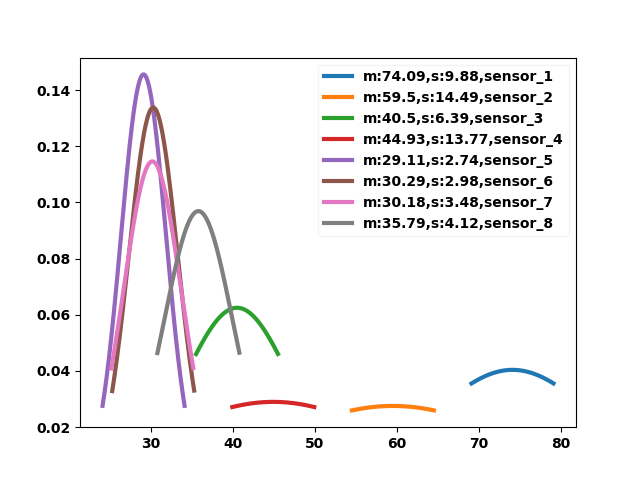 m:74.09,s:9.88,sensor_1
m:59.5,s:14.49,sensor_2
m:40.5,s:6.39,sensor_3
m:44.93,s:13.77,sensor_4
m:29.11,s:2.74,sensor_5
m:30.29,s:2.98,sensor_6
m:30.18,s:3.48,sensor_7
m:35.79,s:4.12,sensor_8
0.14
0.12
0.10
0.08
0.06
0.04
0.02
30 40 50 60 70 80